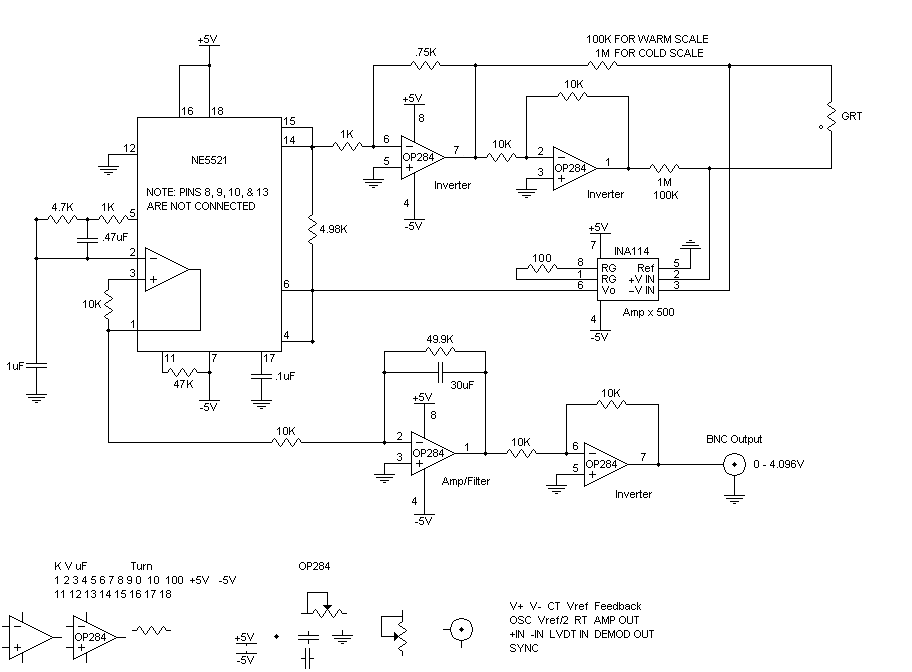 +5V
100K FOR WARM SCALE
1M FOR COLD SCALE
.75K
10K
16 18
+5V
8
GRT
15
14
1K
6
5
OP284
7
10K
2
3
OP284
1
12
NE5521
Inverter
4
-5V
Inverter
1M
100K
NOTE: PINS 8, 9, 10, & 13
ARE NOT CONNECTED
4.7K
1K
5
.47uF
4.98K
+5V
7
INA114
2
3
100
8
1
6
RG
RG
Vo
Ref
+V IN
-V IN
5
2
3
10K
6
4
-5V
Amp x 500
1
4
1uF
11
7
17
47K
-5V
.1uF
49.9K
30uF
+5V
8
10K
10K
2
3
OP284
1
10K
6
5
OP284
7
BNC Output
0 - 4.096V
4
-5V
Amp/Filter
Inverter
K V uF Turn
1 2 3 4 5 6 7 8 9 0 10 100 +5V -5V
11 12 13 14 15 16 17 18
OP284
OP284
+5V
-5V
V+ V- CT Vref Feedback
OSC Vref/2 RT AMP OUT
+IN -IN LVDT IN DEMOD OUT
SYNC